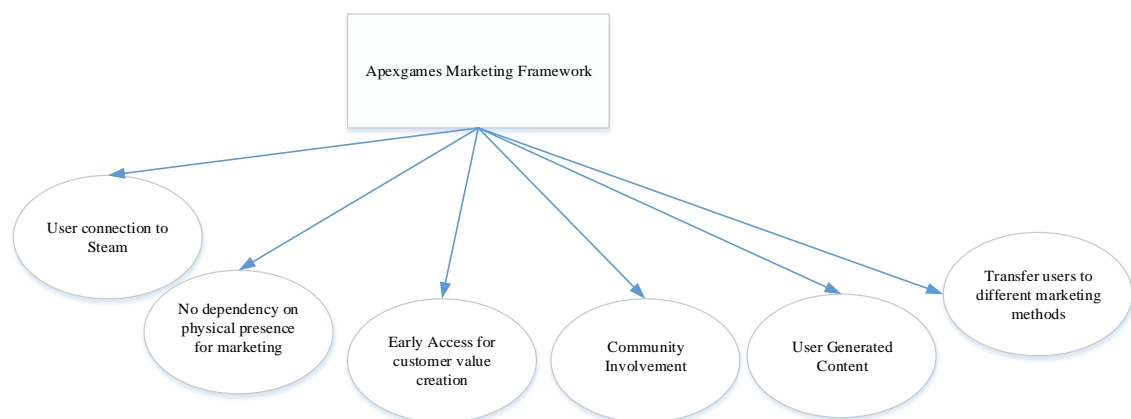 Apexgames Marketing Framework
User connection to
Steam
No dependency on
physical presence
for marketing
Early Access for
customer value
creation
Community
Involvement
User Generated
Content
Transfer users to
different marketing
methods